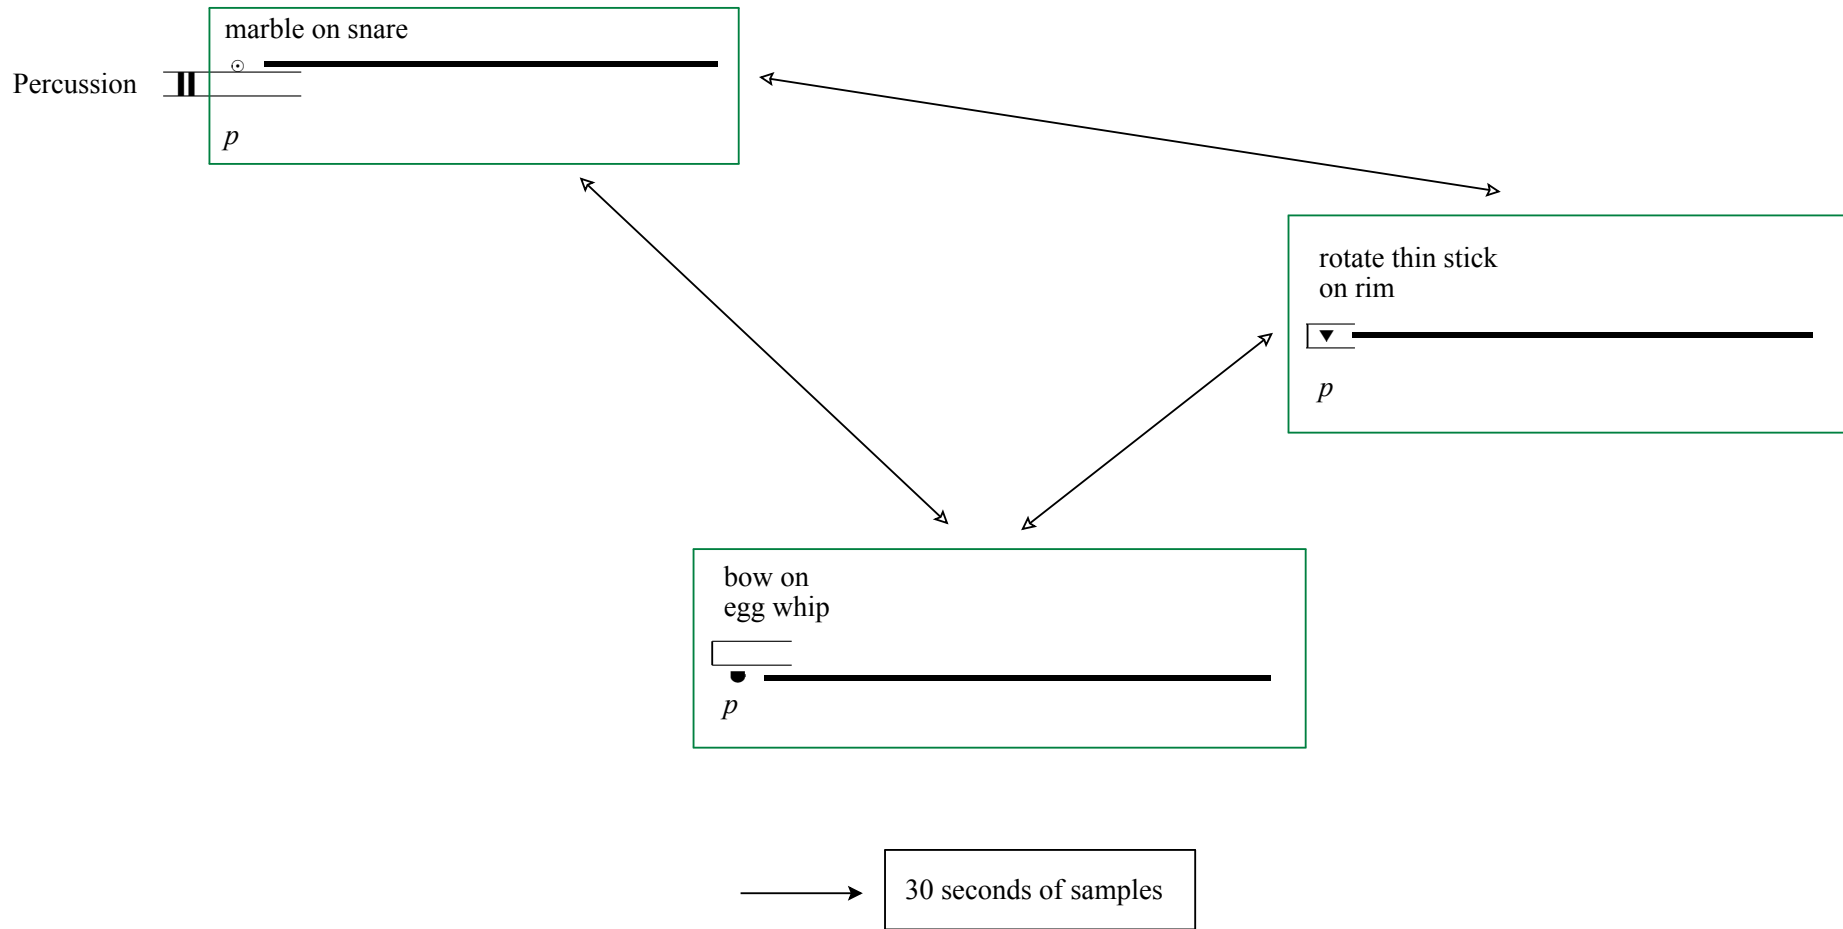 marble on snare
Percussion
p
rotate thin stick
on rim
p
bow on
egg whip
p
30 seconds of samples